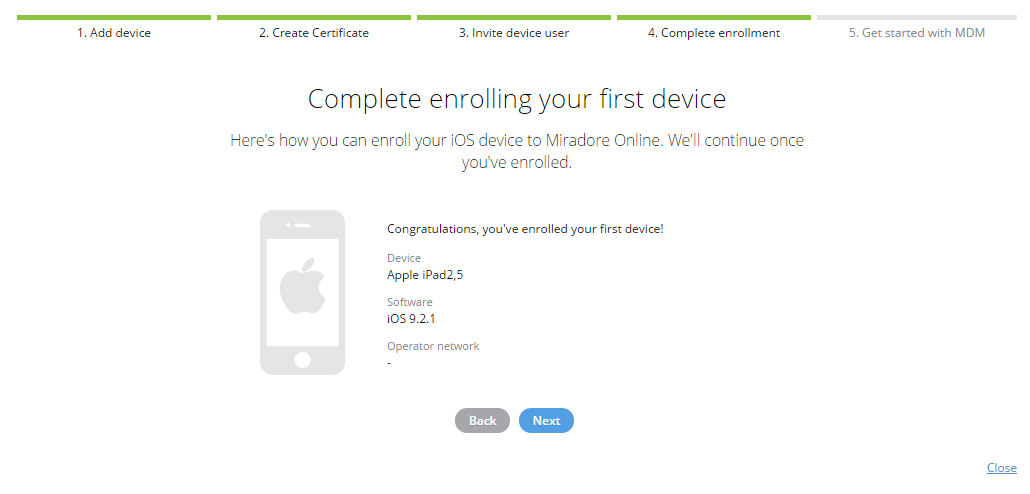 1. Add device
2. Create Certificate
3. Invite device user
4. Complete enrollment
5. Get started with MDM
Complete enrolling your first device
Here's how you can enroll your iOS device to Miradore Online. We'll continue once
you've enrolled.
Congratulations, you've enrolled your first device!
Device
Apple iPad2,5
Software
iOS 9.2.1
Operator network
-
Back
Next
Close